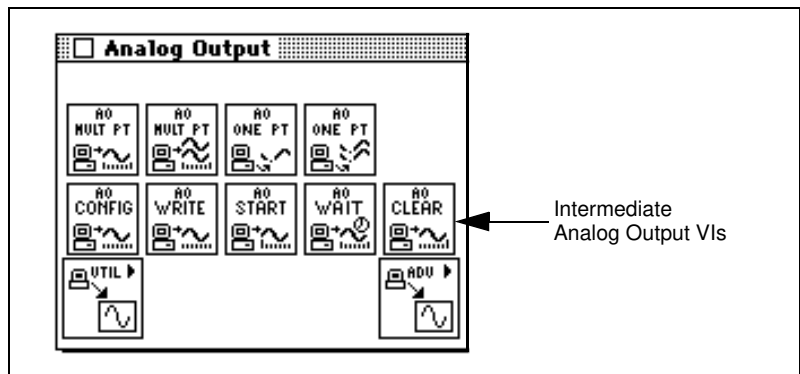 Analog Output
AO MULT PT
AO MULT PT
AO ONE PT
AO ONE PT
AO CONFIG
AO WRITE
AO START
AO WAIT
AO CLEAR
Intermediate
Analog Output VIs
UTIL
ADV